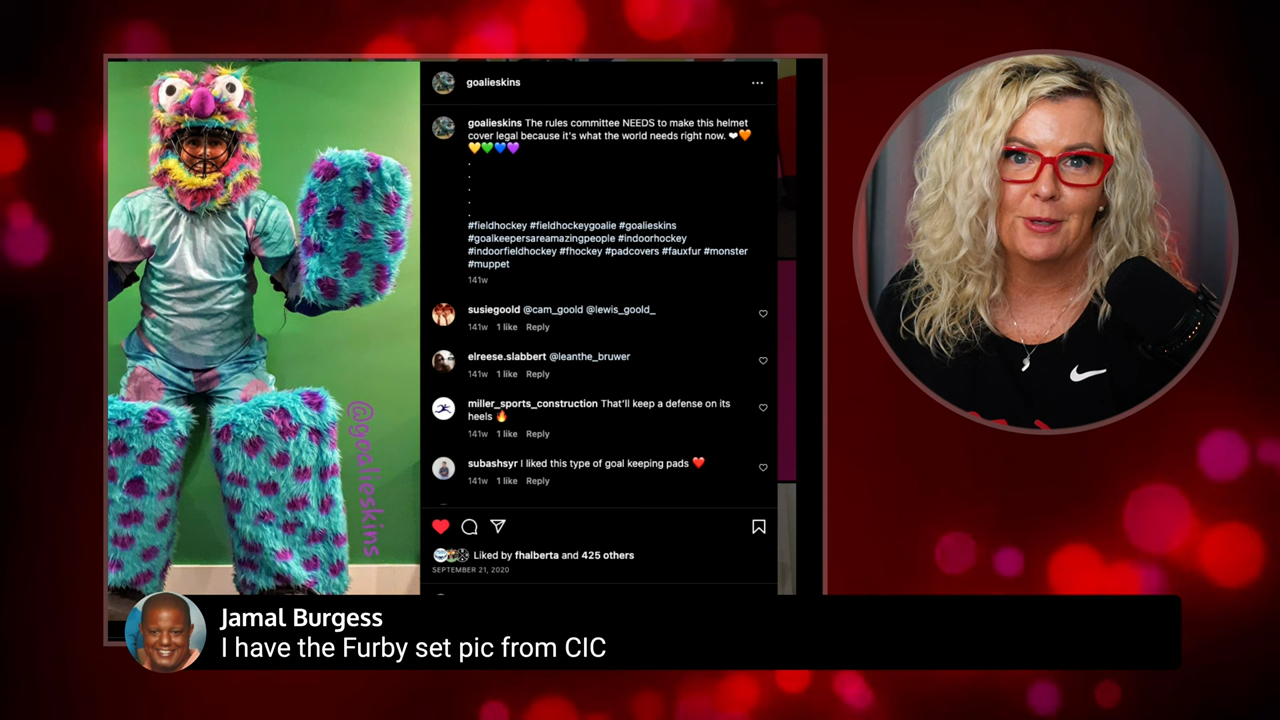 goalieskins
goalieskins The rules committee NEEDS to make this helmet
cover legal because it's what the world needs right now. ❤🧡
💛💚💙💜
.
.
.
.
.
#fieldhockey #fieldhockeygoalie #goalieskins
#goalkeepersareamazingpeople #indoorhockey
#indoorfieldhockey #fhockey #padcovers #fauxfur #monster
#muppet
141w
susiegoold @cam_goold @lewis_goold_
141w 1 like Reply
elreese.slabbert @leanthe_bruwer
141w 1 like Reply
miller_sports_construction That'll keep a defense on its
heels 🔥
141w 1 like Reply
subashsyr I liked this type of goal keeping pads ❤️
141w 1 like Reply
Liked by fhalberta and 425 others
SEPTEMBER 21, 2020
@goalieskins
Jamal Burgess
I have the Furby set pic from CIC